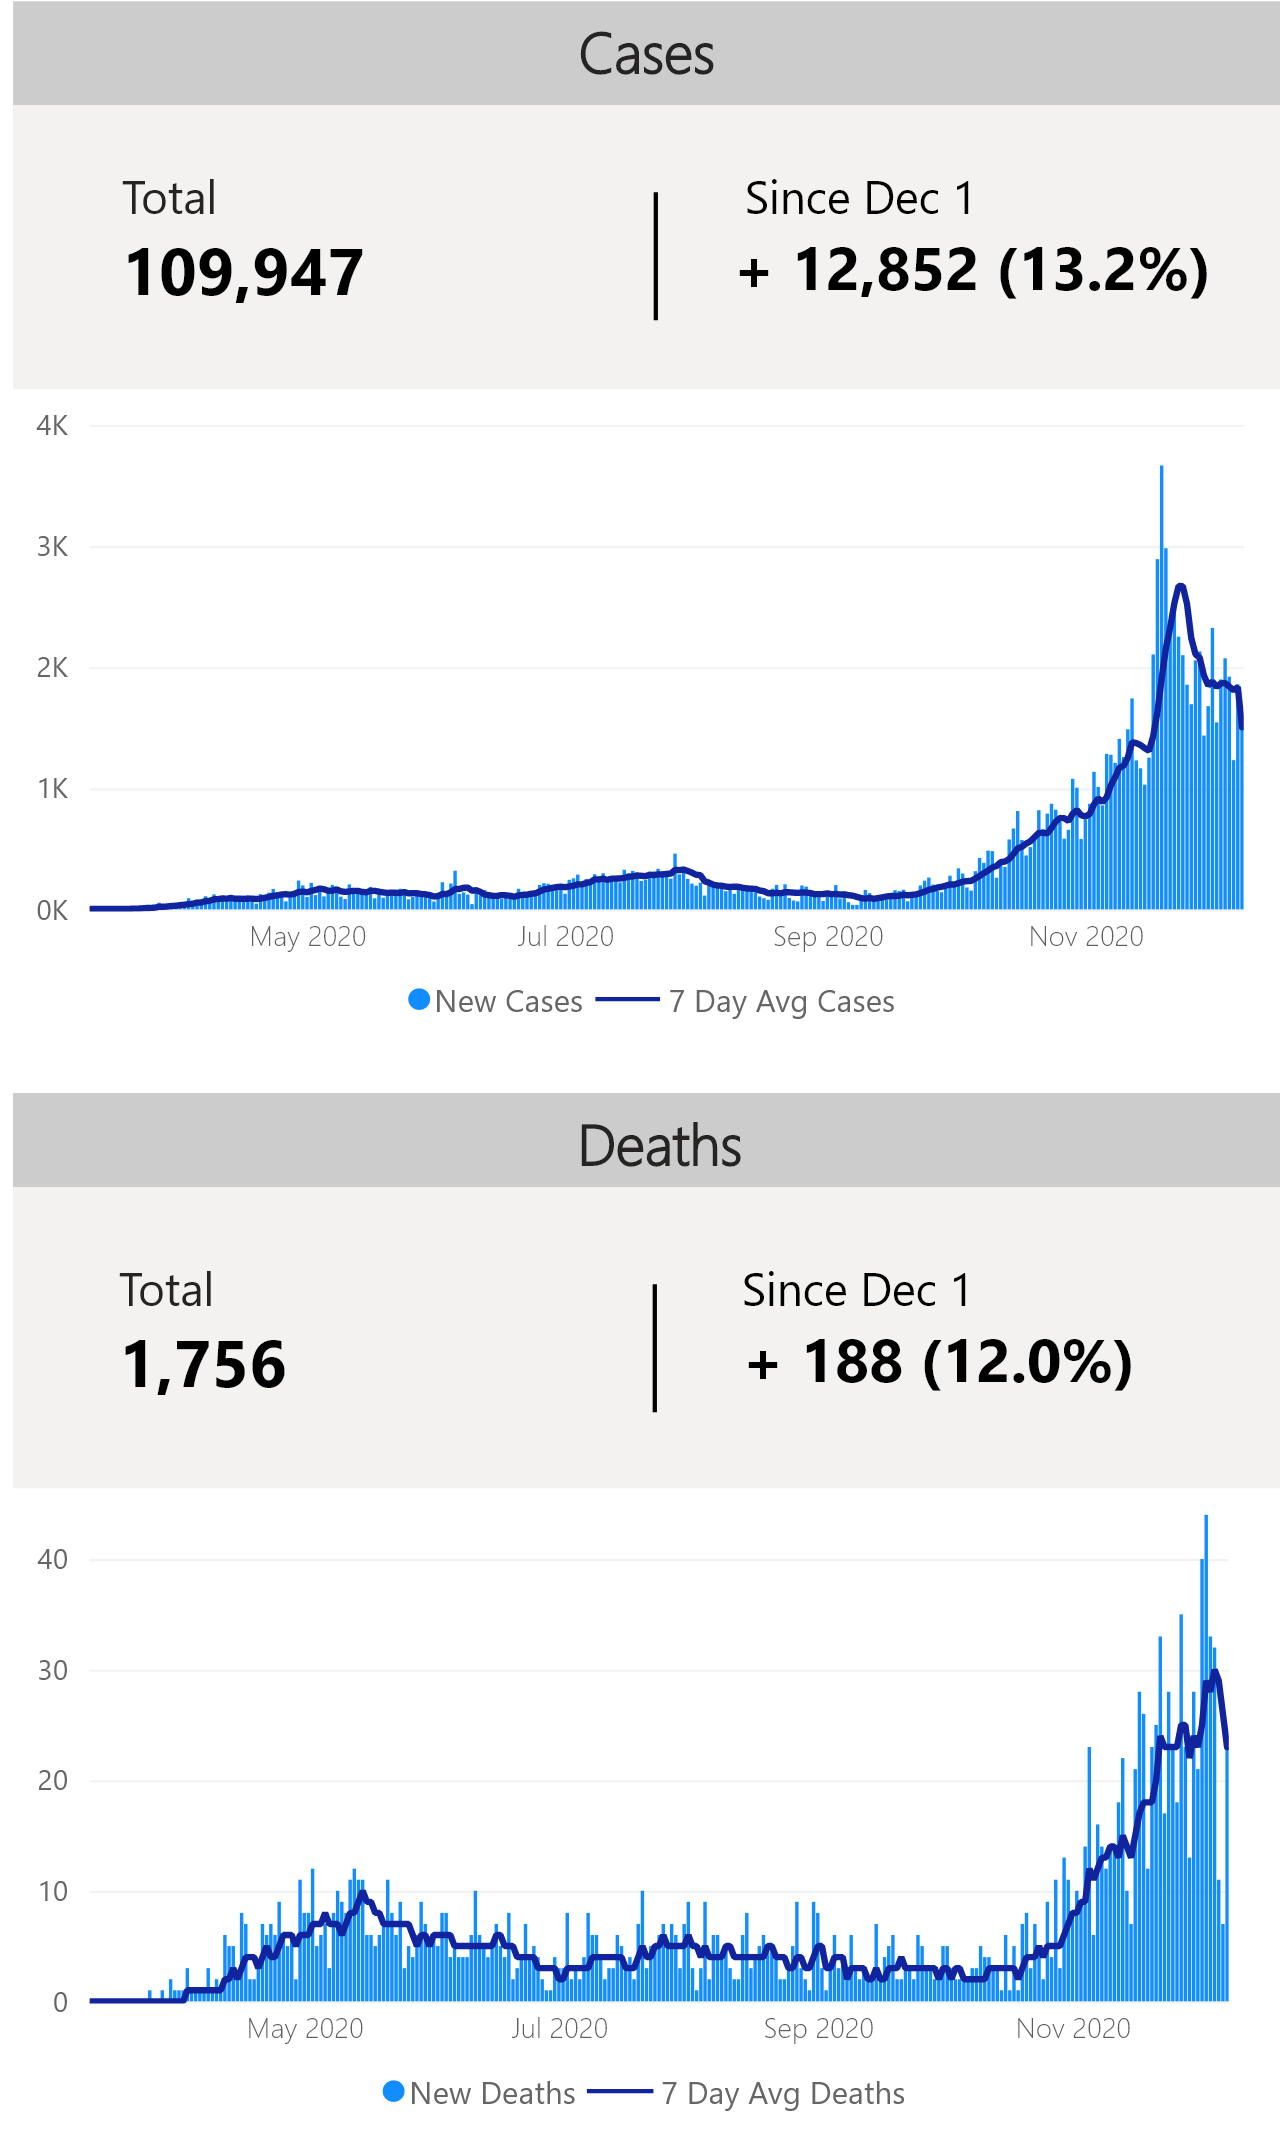 Cases
Total
Since Dec 1
109,947
+ 12,852 (13.2%)
4K
3K
2K
1K
0K
May 2020
Jul 2020
Sep 2020
Nov 2020
New Cases
7 Day Avg Cases
Deaths
Total
Since Dec 1
1,756
+ 188 (12.0%)
40
30
20
10
0
May 2020
Jul 2020
Sep 2020
Nov 2020
New Deaths
7 Day Avg Deaths